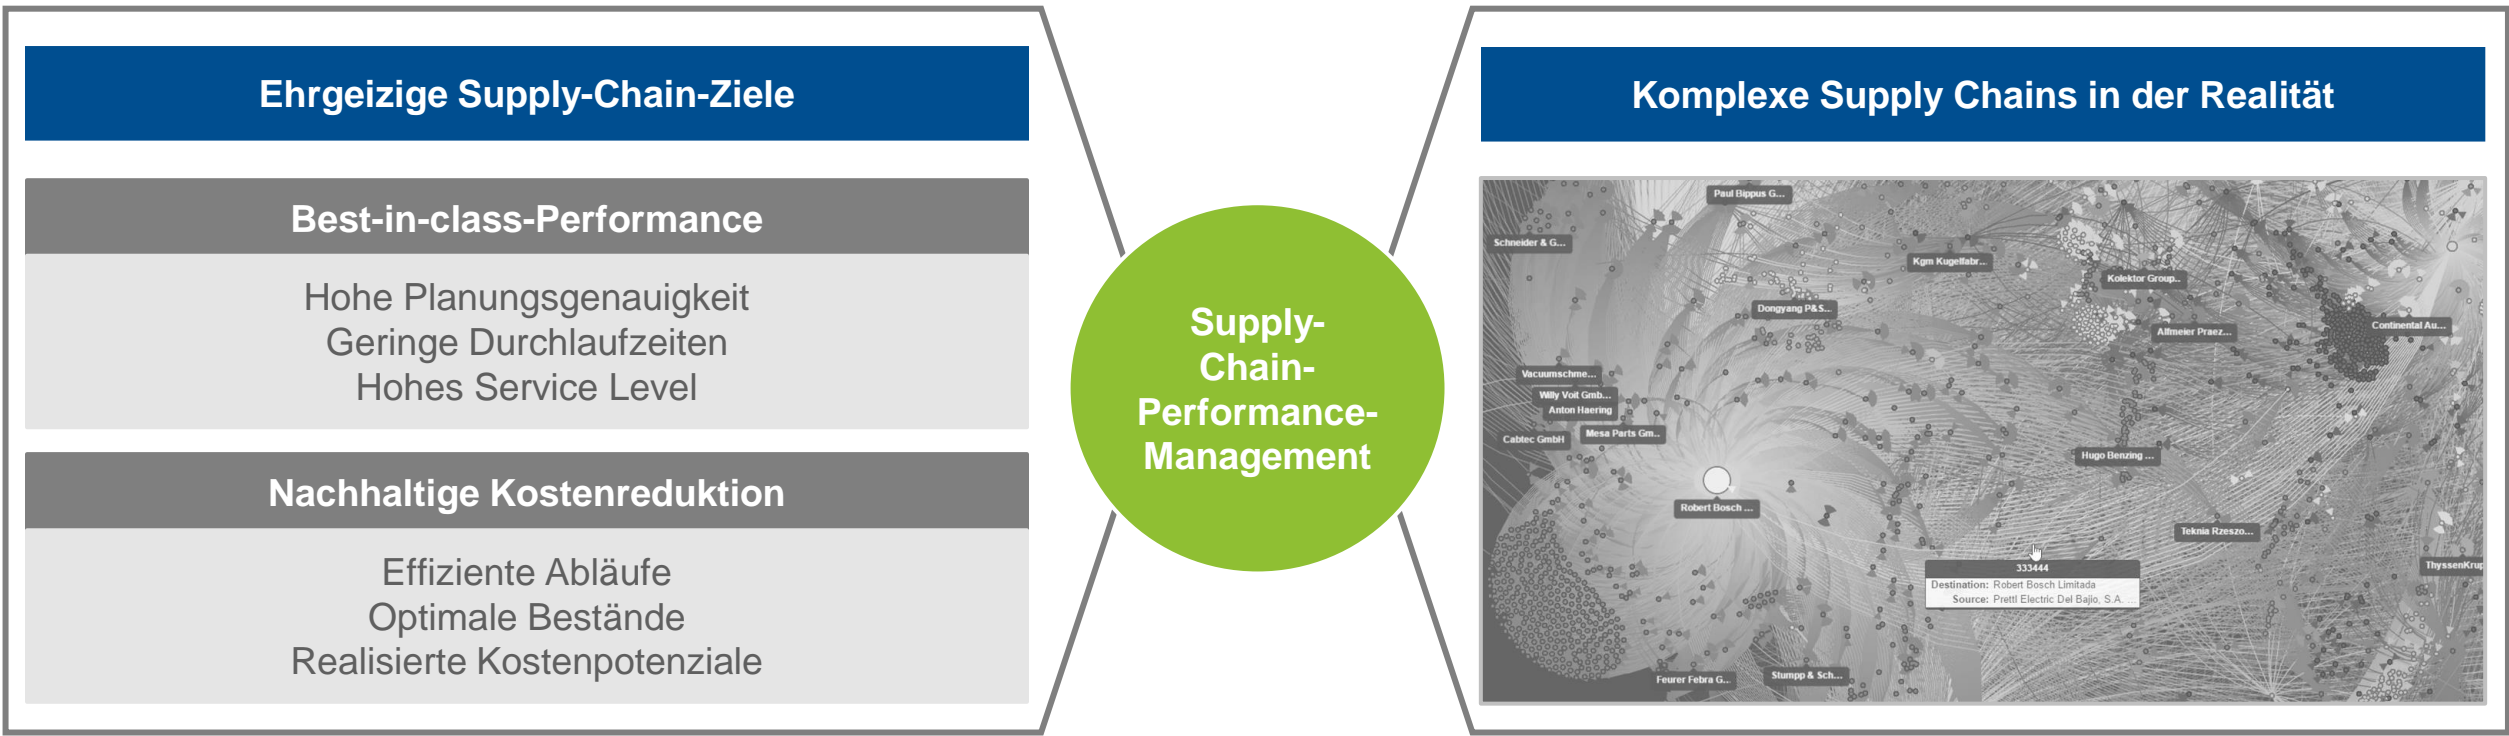 Ehrgeizige Supply-Chain-Ziele
Best-in-class-Performance
Hohe Planungsgenauigkeit
Geringe Durchlaufzeiten
Hohes Service Level
Nachhaltige Kostenreduktion
Effiziente Abläufe
Optimale Bestände
Realisierte Kostenpotenziale
Supply-
Chain-
Performance-
Management
Komplexe Supply Chains in der Realität
Paul Bippus G...
Schneider & G...
Kgm Kugelfabr...
Kolektor Group..
Dongyang P&S...
Continental Au...
Alfmeier Praez...
Vacuumschme...
Willy Voit Gmb...
Anton Haering
Mesa Parts Gm..
Cabtec GmbH
Hugo Benzing ...
Robert Bosch ...
Teknia Rzeszo...
ThyssenKrup
333444
Destination: Robert Bosch Limitada
Source: Prettl Electric Del Bajio, S.A. ...
Stumpp & Sch...
Feurer Febra G...